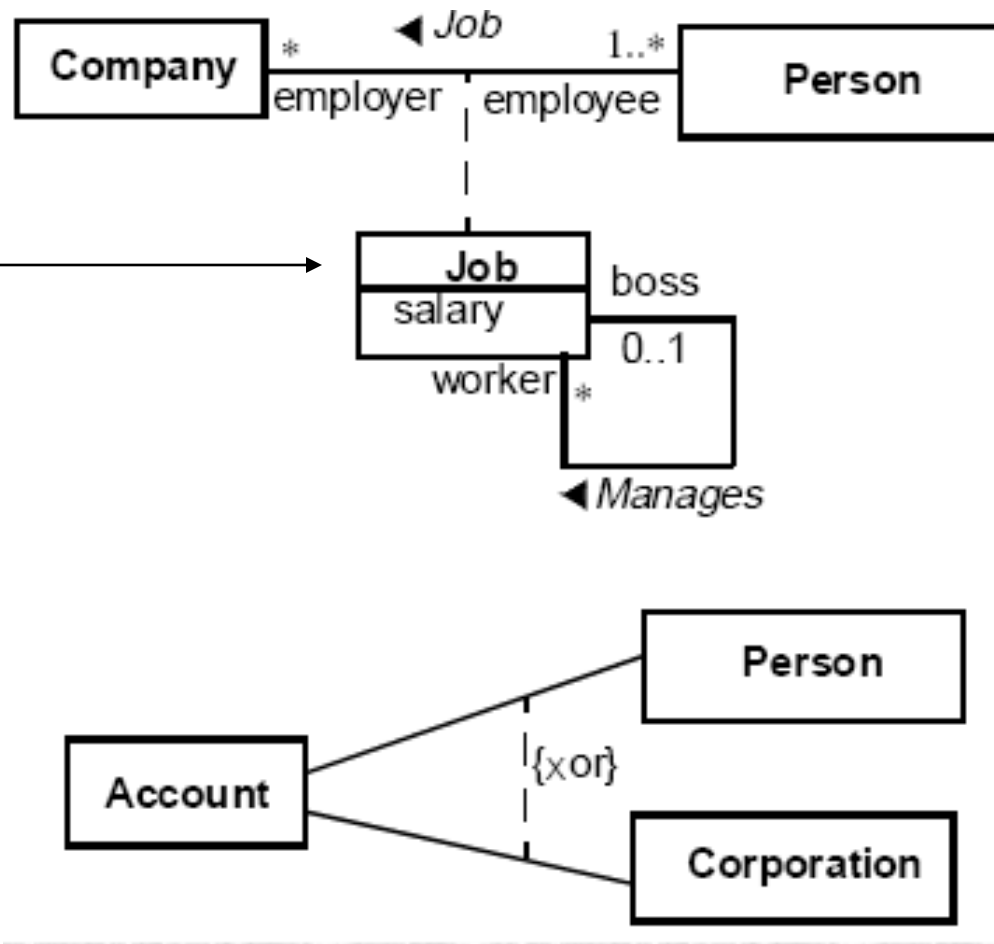 ◄ Job
Company * 1..* Person
employer employee
Job
salary
boss
0..1
worker *
◄ Manages
Person
{xor}
Account
Corporation